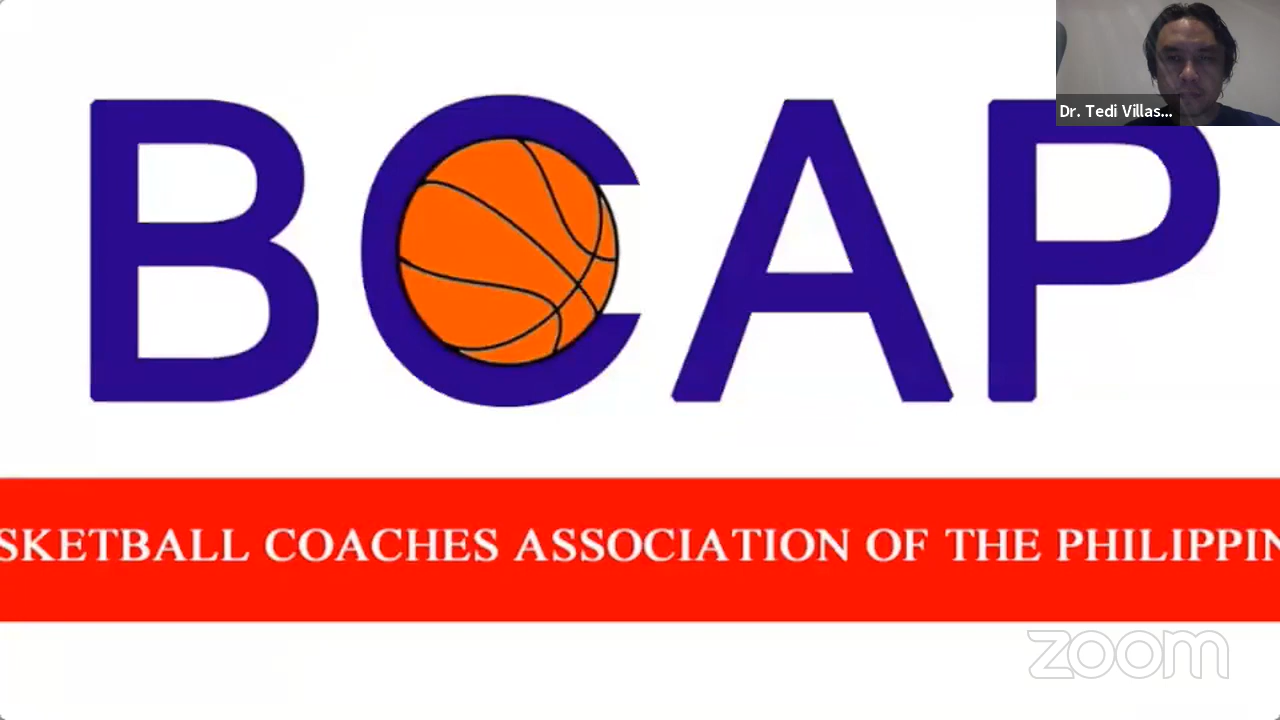 BCAP
Dr. Tedi Villas...
SKETBALL COACHES ASSOCIATION OF THE PHILIPPIN
zoom